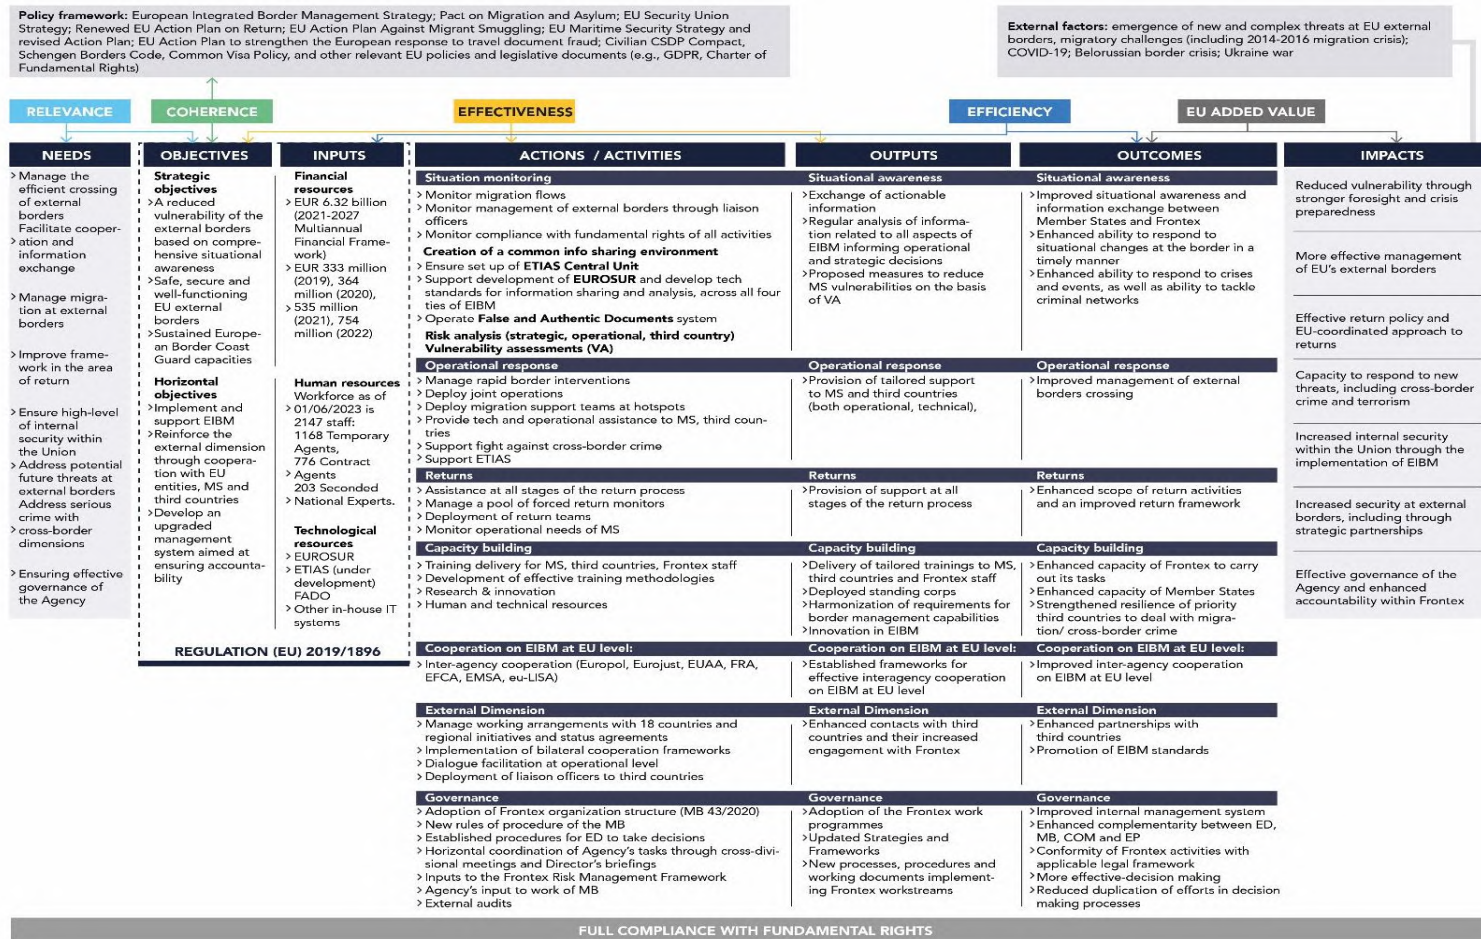 Policy framework: European Integrated Border Management Strategy; Pact on Migration and Asylum; EU Security Union
Strategy; Renewed EU Action Plan on Return; EU Action Plan Against Migrant Smuggling; EU Maritime Security Strategy and
revised Action Plan; EU Action Plan to strengthen the European response to travel document fraud; Civilian CSDP Compact,
Schengen Borders Code, Common Visa Policy, and other relevant EU policies and legislative documents (e.g., GDPR, Charter of
Fundamental Rights)
External factors: emergence of new and complex threats at EU external
borders, migratory challenges (including 2014-2016 migration crisis);
COVID-19; Belorussian border crisis; Ukraine war
RELEVANCE
COHERENCE
EFFECTIVENESS
EFFICIENCY
EU ADDED VALUE
NEEDS
> Manage the
efficient crossing
of external
borders
Facilitate cooper-
> ation and
information
exchange
> Manage migra-
tion at external
borders
> Improve frame-
work in the area
of return
> Ensure high-level
of internal
security within
the Union
> Address potential
future threats at
external borders
Address serious
crime with
> cross-border
dimensions
> Ensuring effective
governance of
the Agency
OBJECTIVES
Strategic
objectives
>A reduced
vulnerability of the
external borders
based on compre-
hensive situational
awareness
>Safe, secure and
well-functioning
EU external
borders
>Sustained Europe-
an Border Coast
Guard capacities
Horizontal
objectives
>Implement and
support EIBM
>Reinforce the
external dimension
through coopera-
tion with EU
entities, MS and
third countries
>Develop an
upgraded
management
system aimed at
ensuring accounta-
bility
INPUTS
Financial
resources
> EUR 6.32 billion
(2021-2027
Multiannual
Financial Frame-
work)
> EUR 333 million
(2019), 364
million (2020),
> 535 million
(2021), 754
million (2022)
Human resources
Workforce as of
> 01/06/2023 is
2147 staff:
1168 Temporary
Agents,
776 Contract
> Agents
203 Seconded
> National Experts.
Technological
resources
> EUROSUR
> ETIAS (under
development)
FADO
> Other in-house IT
systems
REGULATION (EU) 2019/1896
ACTIONS / ACTIVITIES
Situation monitoring
> Monitor migration flows
> Monitor management of external borders through liaison
officers
> Monitor compliance with fundamental rights of all activities
Creation of a common info sharing environment
> Ensure set up of ETIAS Central Unit
> Support development of EUROSUR and develop tech
standards for information sharing and analysis, across all four
ties of EIBM
> Operate False and Authentic Documents system
Risk analysis (strategic, operational, third country)
Vulnerability assessments (VA)
Operational response
> Manage rapid border interventions
> Deploy joint operations
> Deploy migration support teams at hotspots
> Provide tech and operational assistance to MS, third coun-
tries
> Support fight against cross-border crime
> Support ETIAS
Returns
> Assistance at all stages of the return process
> Manage a pool of forced return monitors
> Deployment of return teams
> Monitor operational needs of MS
Capacity building
> Training delivery for MS, third countries, Frontex staff
> Development of effective training methodologies
> Research & innovation
> Human and technical resources
Cooperation on EIBM at EU level:
> Inter-agency cooperation (Europol, Eurojust, EUAA, FRA,
EFCA, EMSA, eu-LISA)
External Dimension
> Manage working arrangements with 18 countries and
regional initiatives and status agreements
> Implementation of bilateral cooperation frameworks
> Dialogue facilitation at operational level
> Deployment of liaison officers to third countries
Governance
> Adoption of Frontex organization structure (MB 43/2020)
> New rules of procedure of the MB
> Established procedures for ED to take decisions
> Horizontal coordination of Agency's tasks through cross-divi-
sional meetings and Director's briefings
> Inputs to the Frontex Risk Management Framework
> Agency's input to work of MB
> External audits
OUTPUTS
Situational awareness
>Exchange of actionable
information
>Regular analysis of informa-
tion related to all aspects of
EIBM informing operational
and strategic decisions
>Proposed measures to reduce
MS vulnerabilities on the basis
of VA
Operational response
>Provision of tailored support
to MS and third countries
(both operational, technical),
Returns
>Provision of support at all
stages of the return process
Capacity building
>Delivery of tailored trainings to MS,
third countries and Frontex staff
>Deployed standing corps
>Harmonization of requirements for
border management capabilities
>Innovation in EIBM
Cooperation on EIBM at EU level:
>Established frameworks for
effective interagency cooperation
on EIBM at EU level
External Dimension
>Enhanced contacts with third
countries and their increased
engagement with Frontex
Governance
>Adoption of the Frontex work
programmes
>Updated Strategies and
Frameworks
>New processes, procedures and
working documents implement-
ing Frontex workstreams
OUTCOMES
Situational awareness
>Improved situational awareness and
information exchange between
Member States and Frontex
>Enhanced ability to respond to
situational changes at the border in a
timely manner
>Enhanced ability to respond to crises
and events, as well as ability to tackle
criminal networks
Operational response
>Improved management of external
borders crossing
Returns
>Enhanced scope of return activities
and an improved return framework
Capacity building
>Enhanced capacity of Frontex to carry
out its tasks
>Enhanced capacity of Member States
>Strengthened resilience of priority
third countries to deal with migra-
tion/ cross-border crime
Cooperation on EIBM at EU level:
>Improved inter-agency cooperation
on EIBM at EU level
External Dimension
>Enhanced partnerships with
third countries
>Promotion of EIBM standards
Governance
>Improved internal management system
>Enhanced complementarity between ED,
MB, COM and EP
>Conformity of Frontex activities with
applicable legal framework
>More effective-decision making
>Reduced duplication of efforts in decision
making processes
IMPACTS
Reduced vulnerability through
stronger foresight and crisis
preparedness
More effective management
of EU's external borders
Effective return policy and
EU-coordinated approach to
returns
Capacity to respond to new
threats, including cross-border
crime and terrorism
Increased internal security
within the Union through the
implementation of EIBM
Increased security at external
borders, including through
strategic partnerships
Effective governance of the
Agency and enhanced
accountability within Frontex
FULL COMPLIANCE WITH FUNDAMENTAL RIGHTS